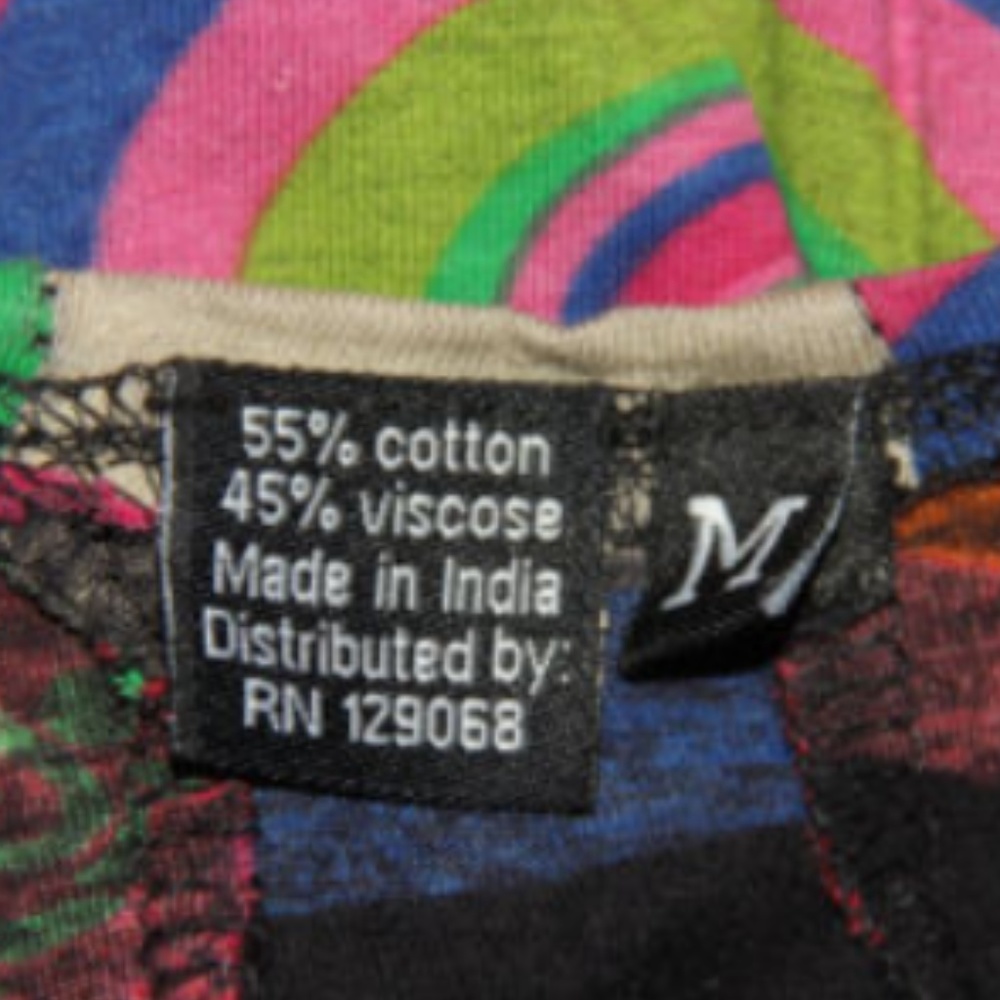 55% cotton
45% viscose
Made in India
Distributed by:
RN 129068
M